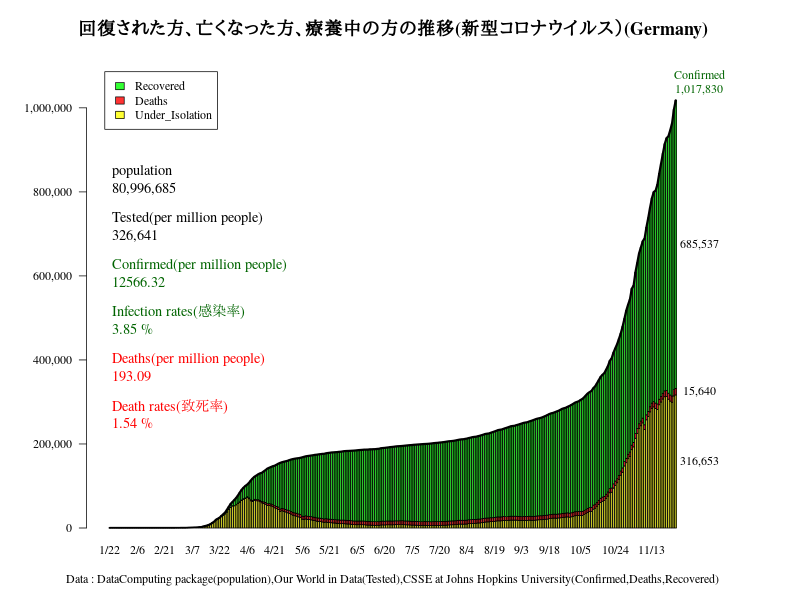 回復された方、亡くなった方、療養中の方の推移(新型コロナウイルス）(Germany)
Confirmed
1,017,830
Recovered
Deaths
Under_Isolation
1,000,000
800,000
600,000
400,000
200,000
0
population
80,996,685
Tested(per million people)
326,641
Confirmed(per million people)
12566.32
Infection rates(感染率)
3.85 %
Deaths(per million people)
193.09
Death rates(致死率)
1.54 %
685,537
15,640
316,653
1/22 2/6 2/21 3/7 3/22 4/6 4/21 5/6 5/21 6/5 6/20 7/5 7/20 8/4 8/19 9/3 9/18 10/5 10/24 11/13
Data : DataComputing package(population),Our World in Data(Tested),CSSE at Johns Hopkins University(Confirmed,Deaths,Recovered)